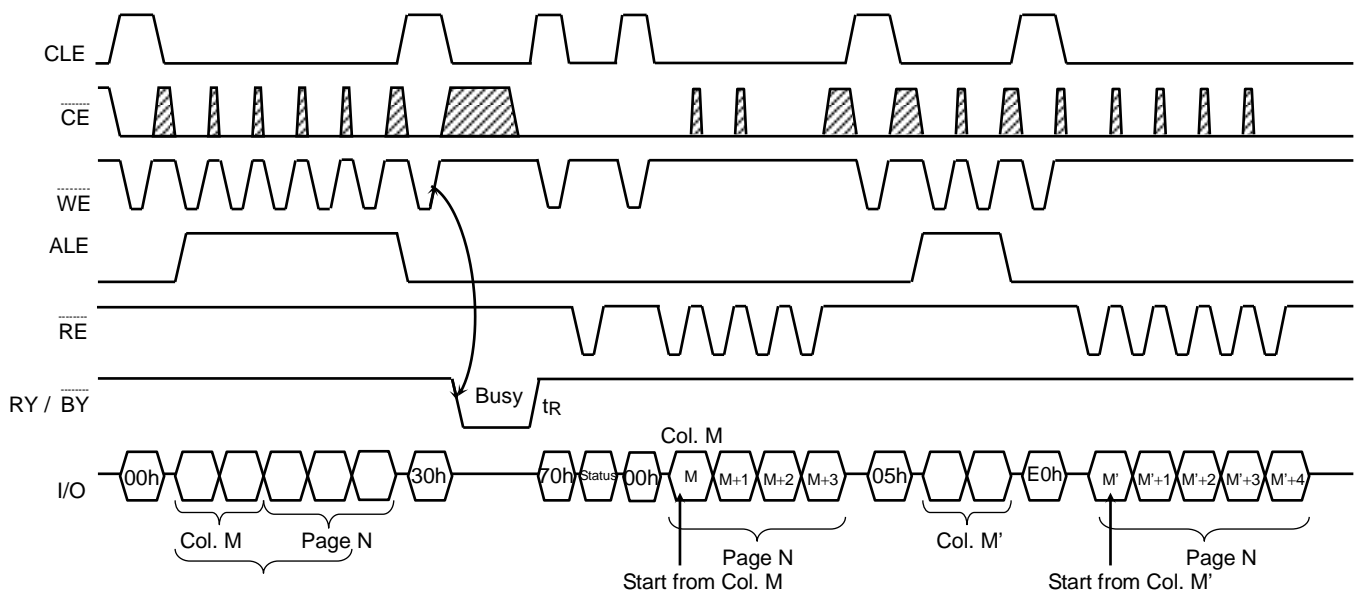 CLE
CE
WE
ALE
RE
RY / BY
Busy
tR
Col. M
I/O
00h
30h
70h
Status
00h
M
M+1
M+2
M+3
05h
E0h
M'
M'+1
M'+2
M'+3
M'+4
Col. M
Page N
Page N
Col. M'
Page N
Start from Col. M
Start from Col. M'